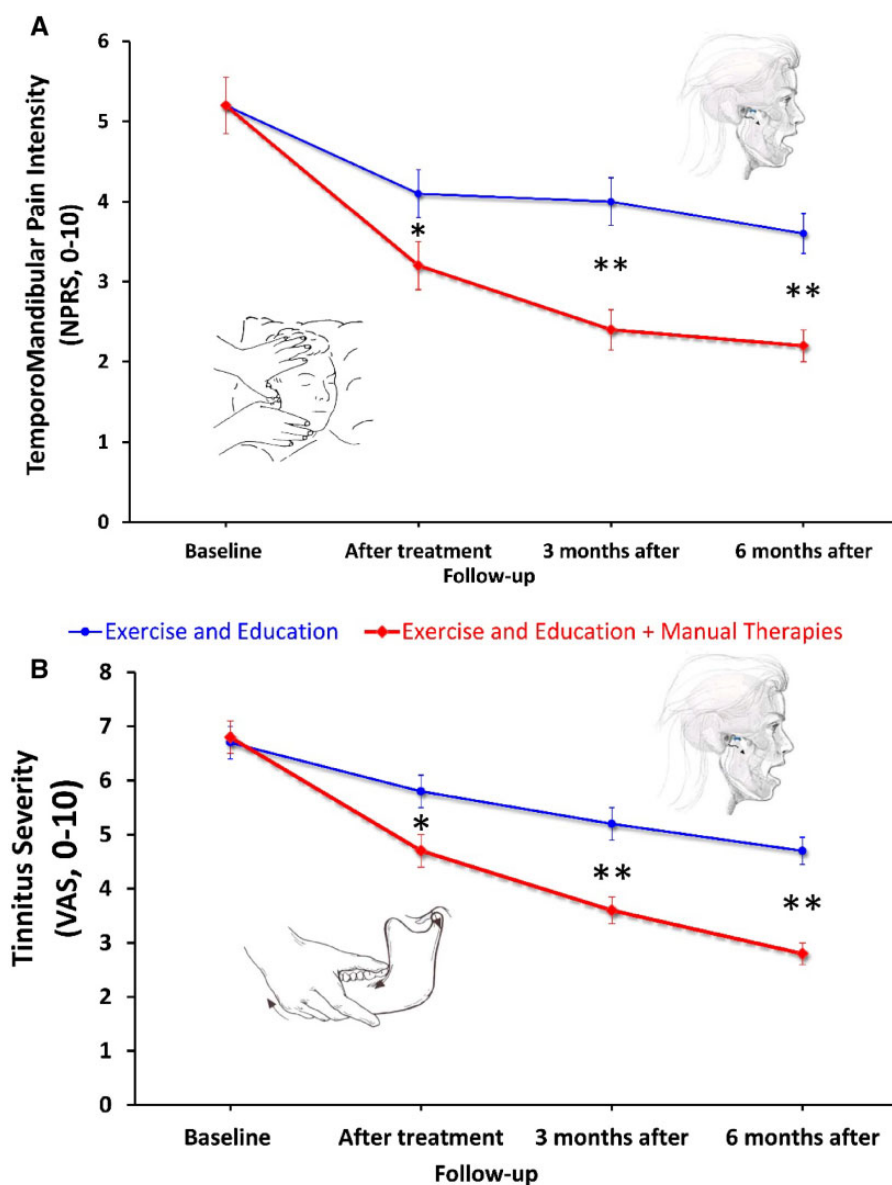 A
TemporoMandibular Pain Intensity
(NPRS, 0-10)
6
5
4
3
2
1
0
*
**
**
Baseline After treatment 3 months after 6 months after
Follow-up
Exercise and Education Exercise and Education + Manual Therapies
B
Tinnitus Severity
(VAS, 0-10)
8
7
6
5
4
3
2
1
0
*
**
**
Baseline After treatment 3 months after 6 months after
Follow-up